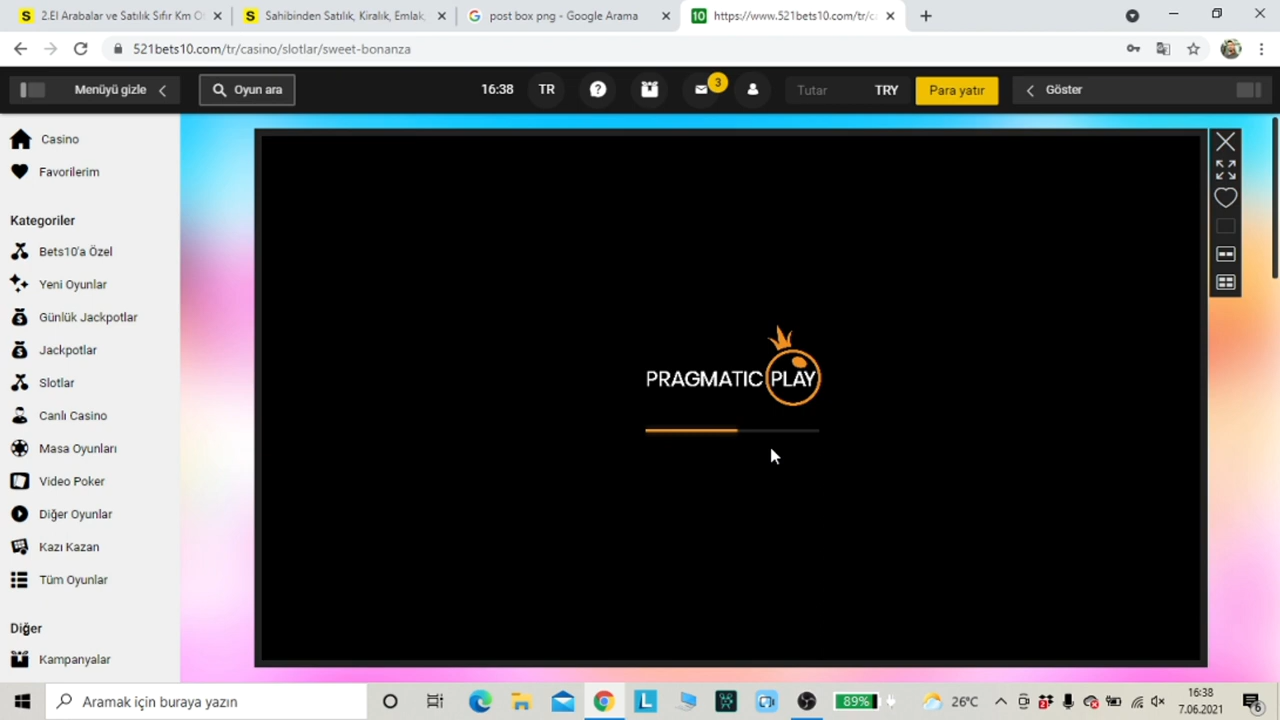 2.El Arabalar ve Satılık Sıfır Km O
Sahibinden Satılık, Kiralık, Emlak,
post box png - Google Arama
10 https://www.521bets10.com/tr/c
521bets10.com/tr/casino/slotlar/sweet-bonanza
Menüyü gizle
Oyun ara
16:38
TR
3
Tutar
TRY
Para yatır
Göster
Casino
Favorilerim
Kategoriler
Bets10'a Özel
Yeni Oyunlar
Günlük Jackpotlar
Jackpotlar
Slotlar
Canlı Casino
Masa Oyunları
Video Poker
Diğer Oyunlar
Kazı Kazan
Tüm Oyunlar
Diğer
Kampanyalar
PRAGMATIC PLAY
Aramak için buraya yazın
89%
26°C
16:38
7.06.2021
6